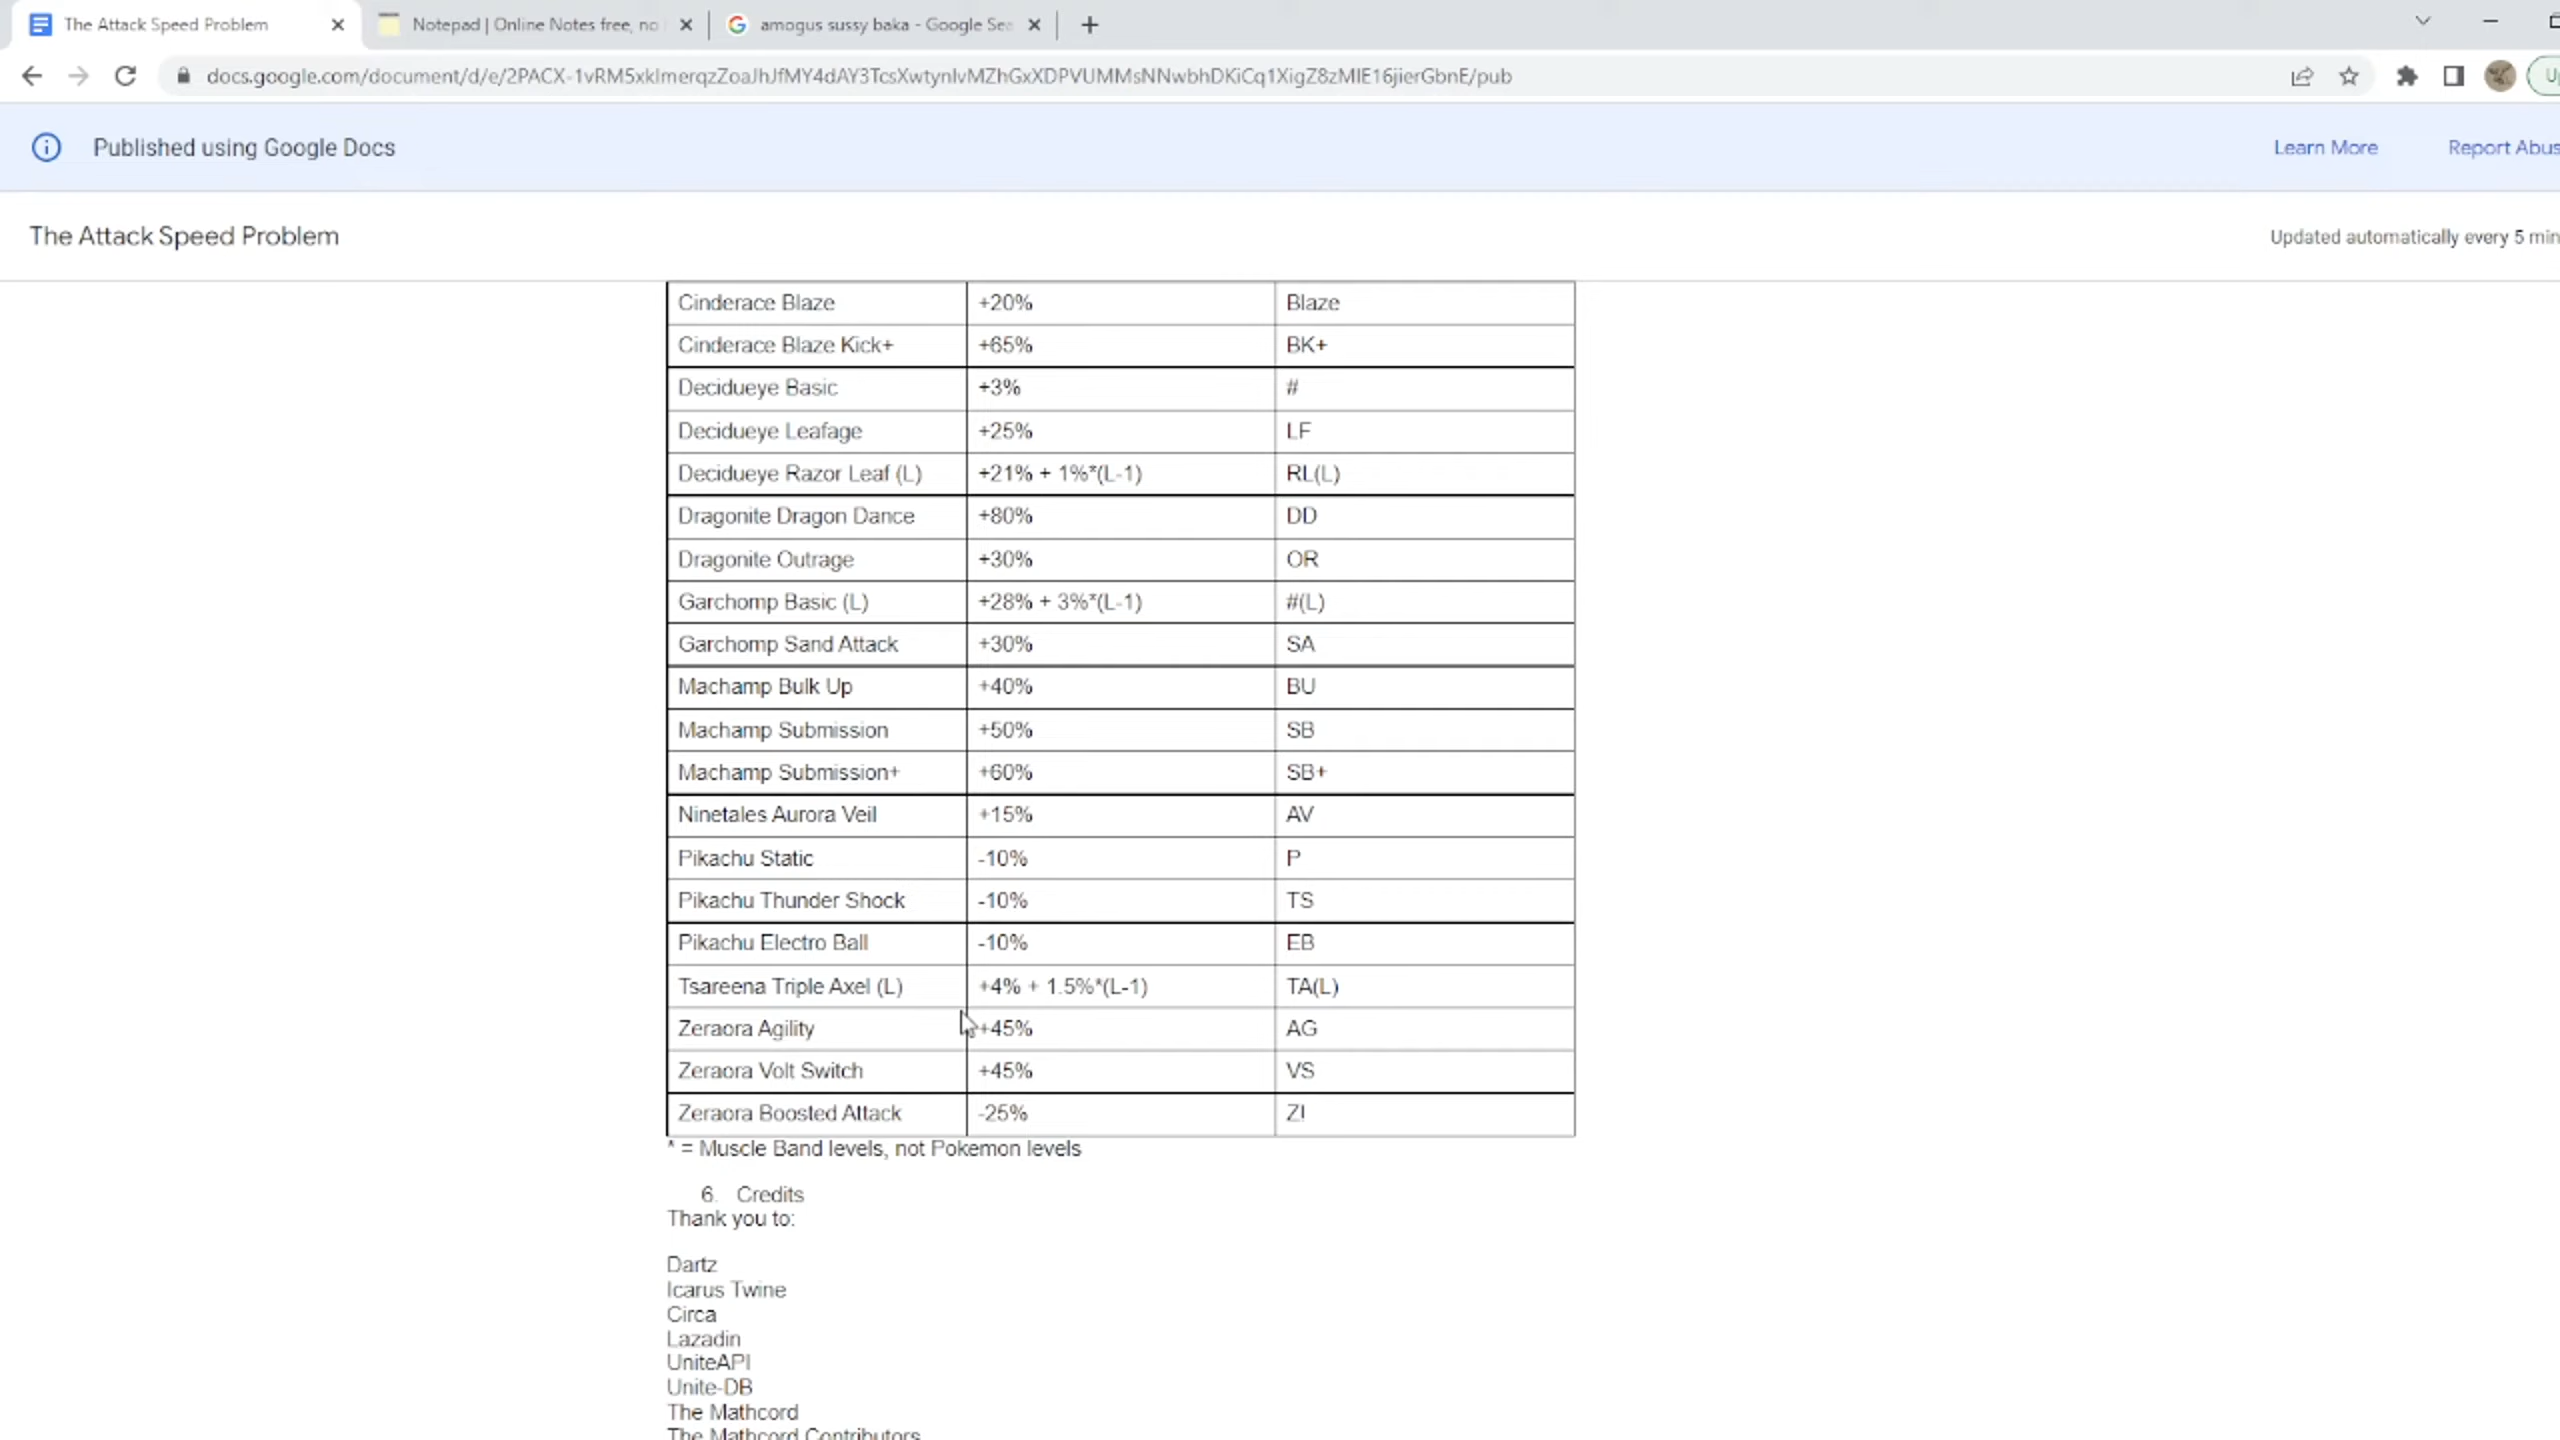 The Attack Speed Problem
Notepad | Online Notes free, no
amogus sussy baka - Google Sea
docs.google.com/document/d/e/2PACX-1vRM5xkImerqzZoaJhJfMY4dAY3TcsXwtynlvMZhGxXDPVUMMsNNwbhDKiCq1XigZ8zMIE16jierGbnE/pub
Published using Google Docs
Learn More
Report Abus
The Attack Speed Problem
Updated automatically every 5 min
Cinderace Blaze +20% Blaze
Cinderace Blaze Kick+ +65% BK+
Decidueye Basic +3% #
Decidueye Leafage +25% LF
Decidueye Razor Leaf (L) +21% + 1%*(L-1) RL(L)
Dragonite Dragon Dance +80% DD
Dragonite Outrage +30% OR
Garchomp Basic (L) +28% + 3%*(L-1) #(L)
Garchomp Sand Attack +30% SA
Machamp Bulk Up +40% BU
Machamp Submission +50% SB
Machamp Submission+ +60% SB+
Ninetales Aurora Veil +15% AV
Pikachu Static -10% P
Pikachu Thunder Shock -10% TS
Pikachu Electro Ball -10% EB
Tsareena Triple Axel (L) +4% + 1.5%*(L-1) TA(L)
Zeraora Agility +45% AG
Zeraora Volt Switch +45% VS
Zeraora Boosted Attack -25% Z!
* = Muscle Band levels, not Pokemon levels
6. Credits
Thank you to:
Dartz
Icarus Twine
Circa
Lazadin
UniteAPI
Unite-DB
The Mathcord
The Mathcord Contributors